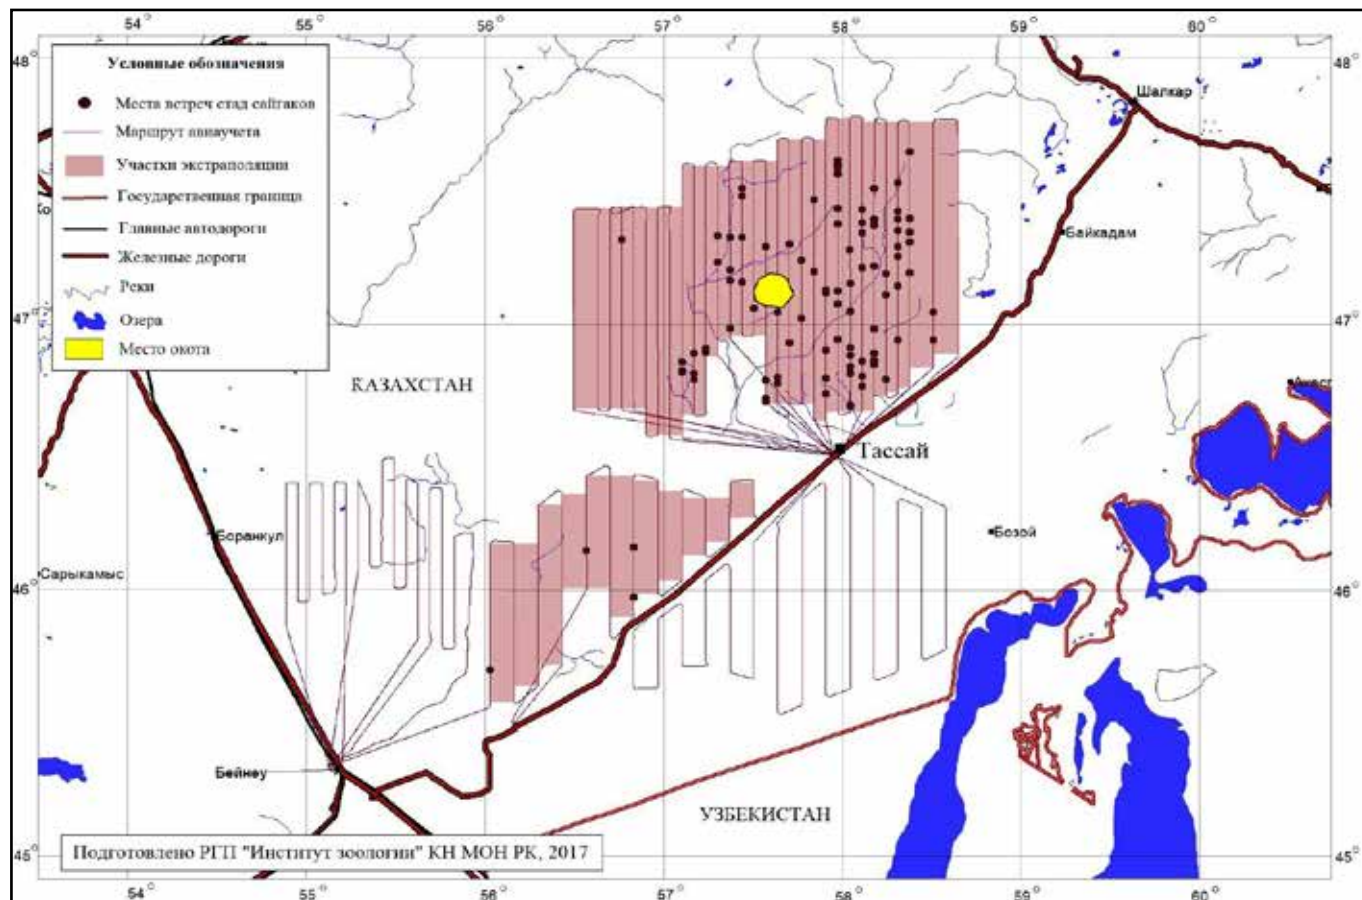 54° 55° 56° 57° 58° 59° 60°
48° 48°
Условные обозначения
Места встреч стад сайгаков
Маршрут авиаучета
Участки экстраполяции
Государственная граница
Главные автодороги
Железные дороги
Реки
Озера
Место окота
Шалкар
Байкадам
47° 47°
КАЗАХСТАН
Тассай
Боранкул
Бозой
Сарыкамыс
46° 46°
Бейнеу
УЗБЕКИСТАН
Подготовлено РГП "Институт зоологии" КН МОН РК, 2017
45° 45°
54° 55° 56° 57° 58° 59° 60°